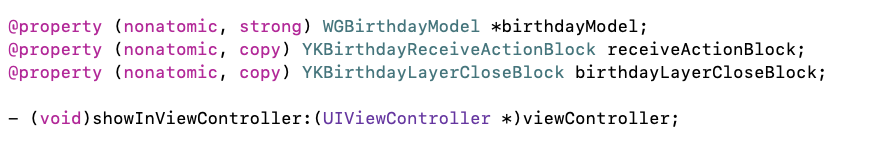 @property (nonatomic, strong) WGBirthdayModel *birthdayModel;
@property (nonatomic, copy) YKBirthdayReceiveActionBlock receiveActionBlock;
@property (nonatomic, copy) YKBirthdayLayerCloseBlock birthdayLayerCloseBlock;
- (void)showInViewController:(UIViewController *)viewController;